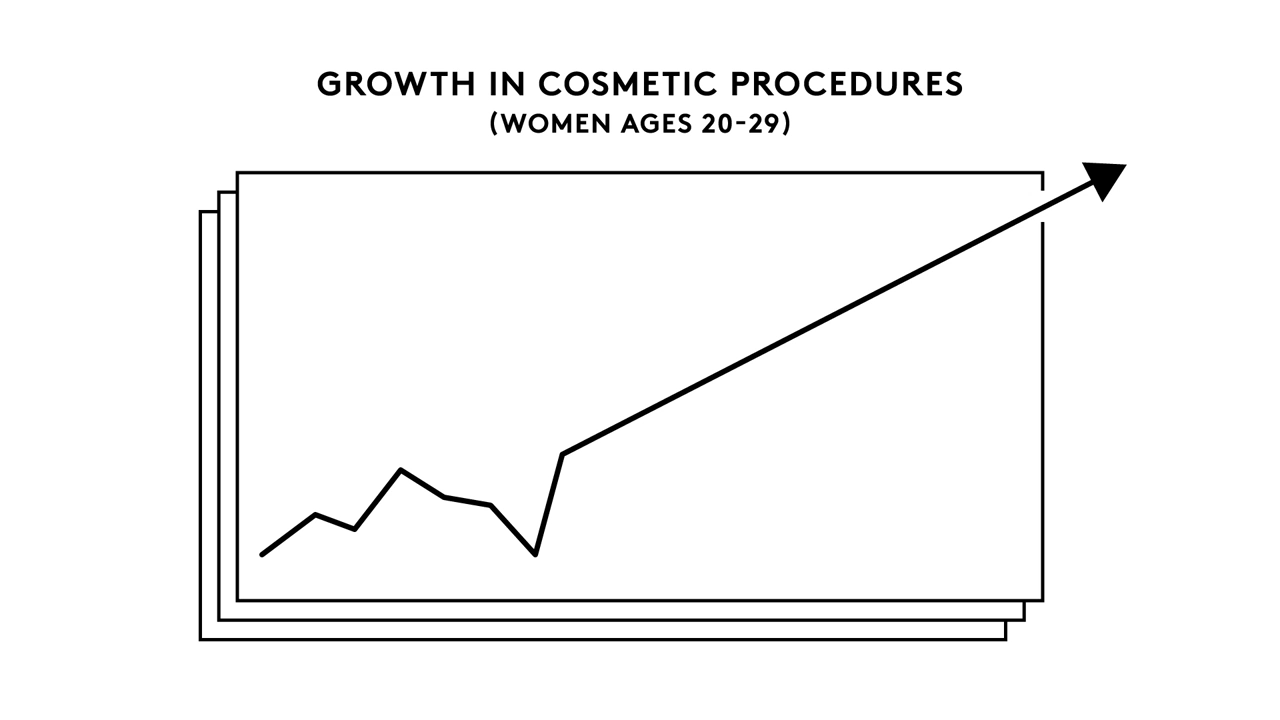 GROWTH IN COSMETIC PROCEDURES
(WOMEN AGES 20-29)